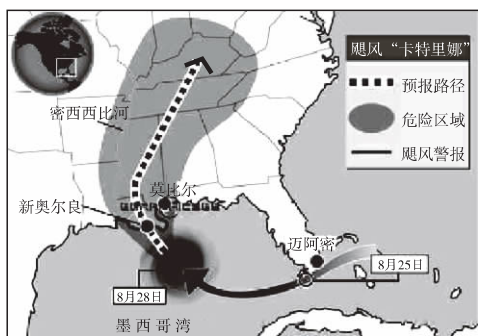 飓风“卡特里娜”
预报路径
危险区域
飓风警报
密西西比河
莫比尔
新奥尔良
迈阿密
8月25日
8月28日
墨西哥湾